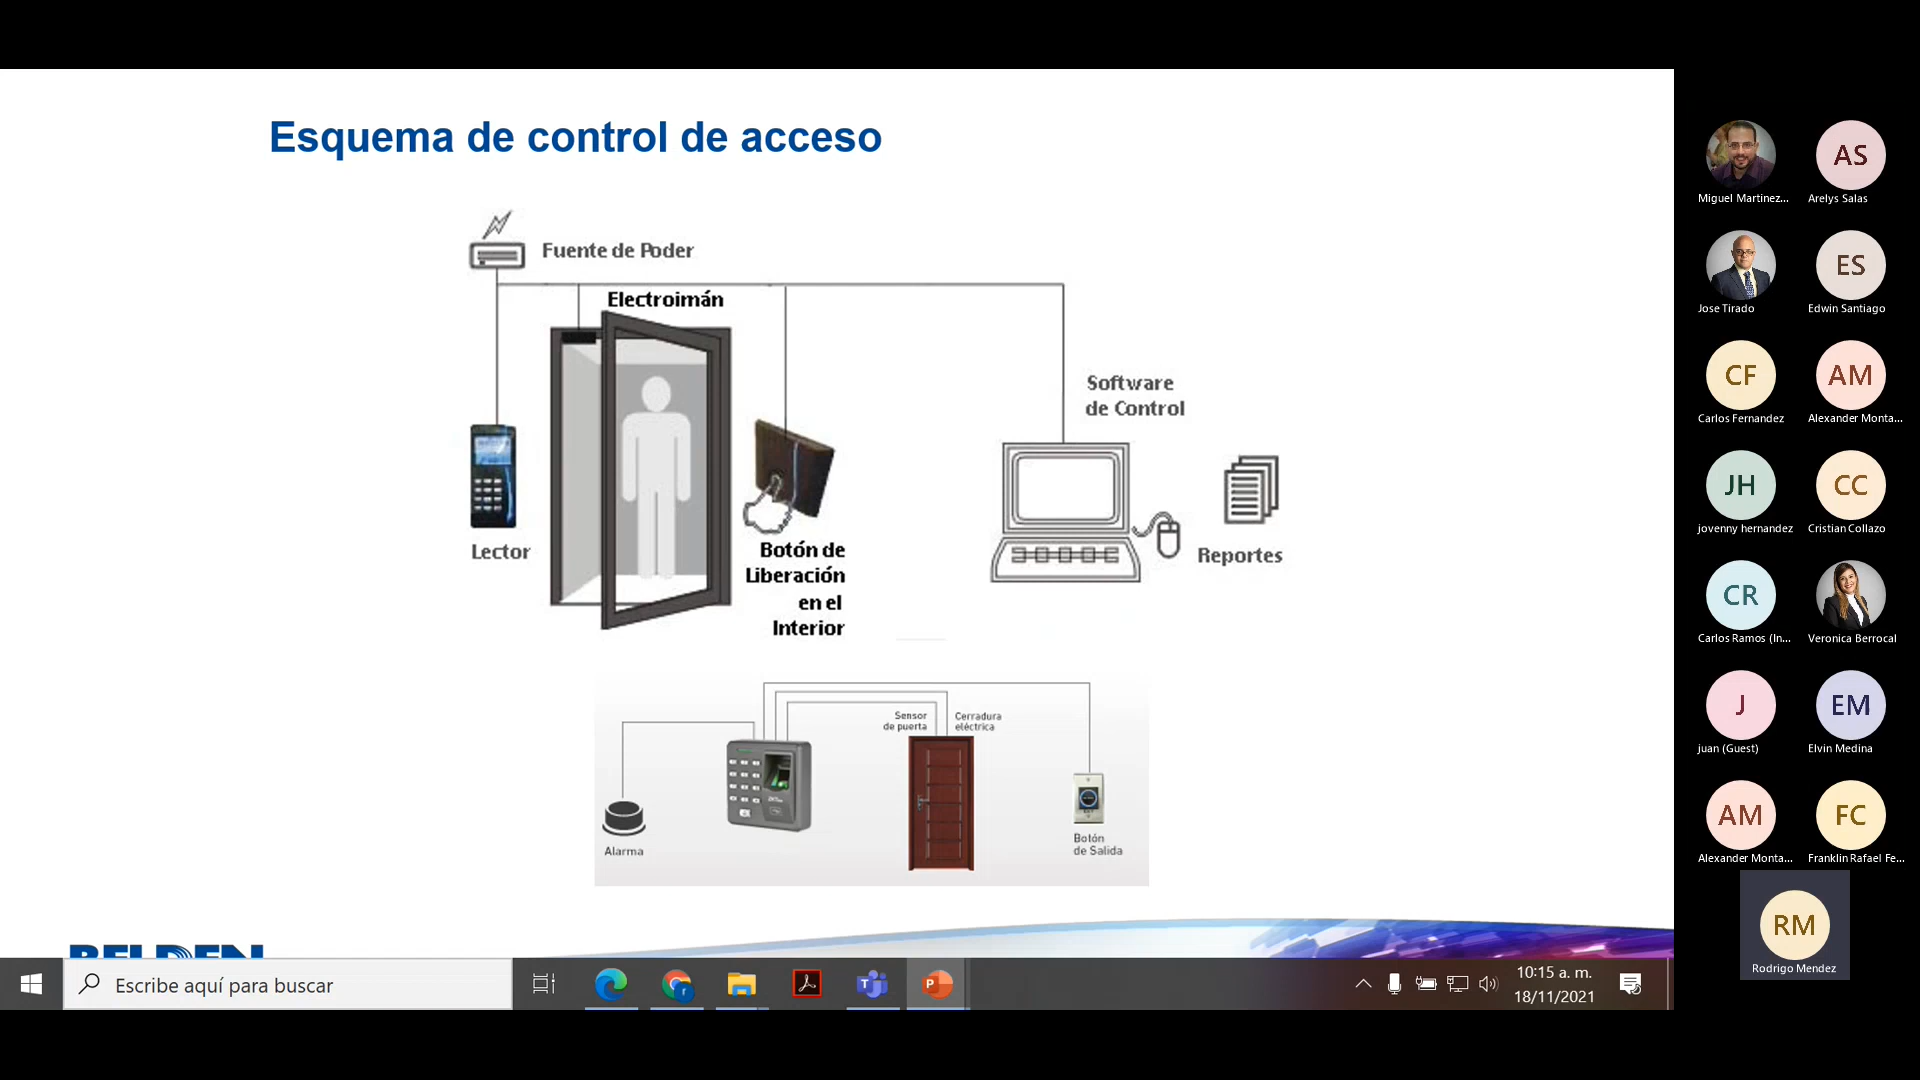 Esquema de control de acceso
Fuente de Poder
Electroimán
Software
de Control
Lector
Botón de
Liberación
en el
Interior
Reportes
Sensor
de puerta
Cerradura
eléctrica
Alarma
Botón
de Salida
BELDEN
Escribe aquí para buscar
10:15 a. m.
18/11/2021
Miguel Martinez...
AS
Arelys Salas
Jose Tirado
ES
Edwin Santiago
CF
Carlos Fernandez
AM
Alexander Monta...
JH
jovenny hernandez
CC
Cristian Collazo
CR
Carlos Ramos (In...
Veronica Berrocal
J
juan (Guest)
EM
Elvin Medina
AM
Alexander Monta...
FC
Franklin Rafael Fe...
RM
Rodrigo Mendez